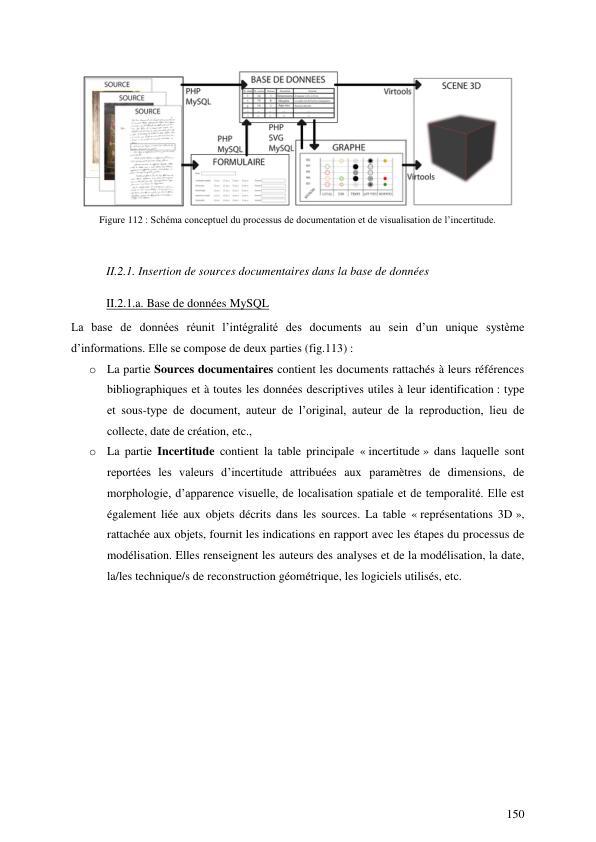 SOURCE
SOURCE
SOURCE
PHP
MySQL
BASE DE DONNEES
Virtools
SCENE 3D
PHP
MySQL
PHP
SVG
MySQL
FORMULAIRE
GRAPHE
Virtools
Figure 112 : Schéma conceptuel du processus de documentation et de visualisation de l’incertitude.
II.2.1. Insertion de sources documentaires dans la base de données
II.2.1.a. Base de données MySQL
La base de données réunit l’intégralité des documents au sein d’un unique système
d’informations. Elle se compose de deux parties (fig.113) :
o La partie Sources documentaires contient les documents rattachés à leurs références
bibliographiques et à toutes les données descriptives utiles à leur identification : type
et sous-type de document, auteur de l’original, auteur de la reproduction, lieu de
collecte, date de création, etc.,
o La partie Incertitude contient la table principale « incertitude » dans laquelle sont
reportées les valeurs d’incertitude attribuées aux paramètres de dimensions, de
morphologie, d’apparence visuelle, de localisation spatiale et de temporalité. Elle est
également liée aux objets décrits dans les sources. La table « représentations 3D »,
rattachée aux objets, fournit les indications en rapport avec les étapes du processus de
modélisation. Elles renseignent les auteurs des analyses et de la modélisation, la date,
la/les technique/s de reconstruction géométrique, les logiciels utilisés, etc.
150